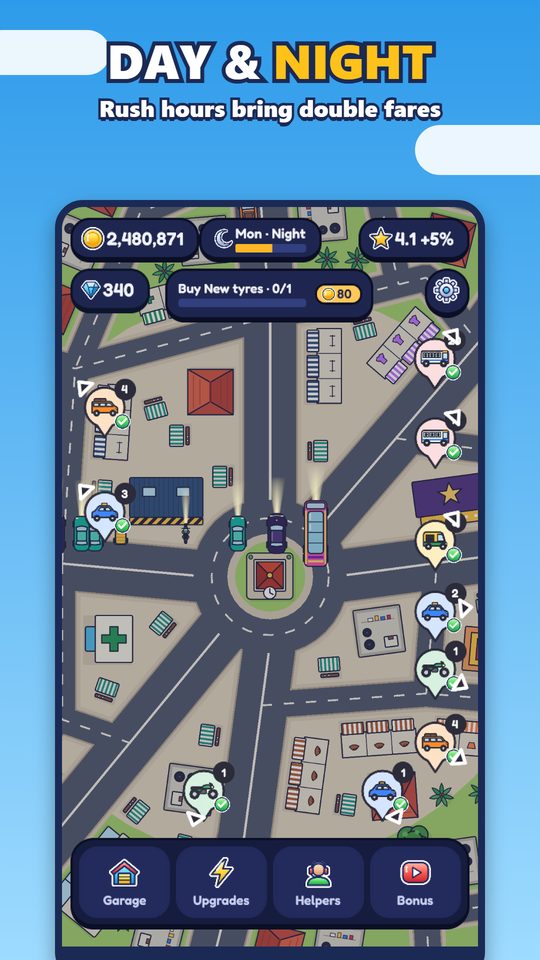 DAY & NIGHT
Rush hours bring double fares
2,480,871
Mon · Night
4.1 +5%
340
Buy New tyres · 0/1
80
4
3
2
1
4
1
1
Garage
Upgrades
Helpers
Bonus